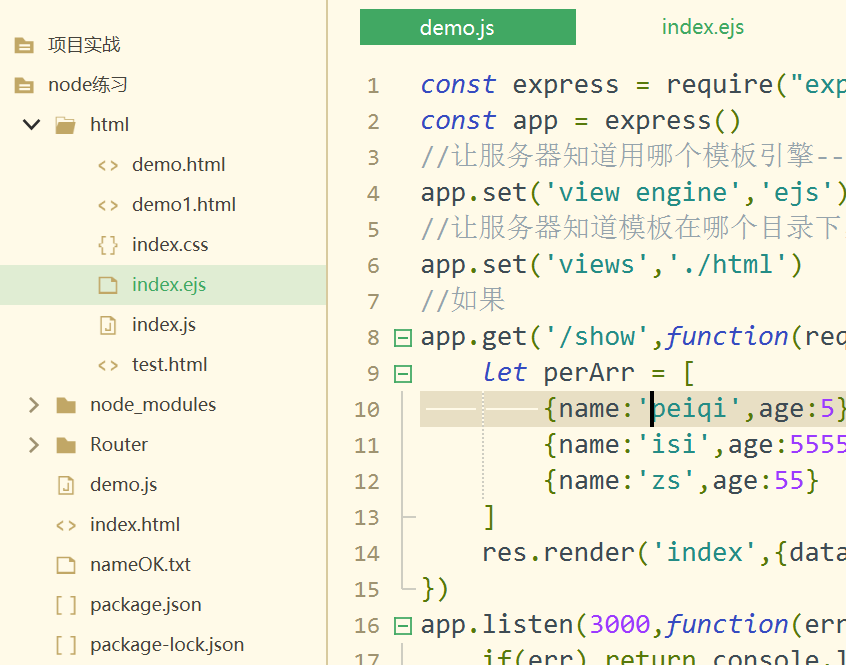 项目实战
node练习
html
demo.html
demo1.html
index.css
index.ejs
index.js
test.html
node_modules
Router
demo.js
index.html
nameOK.txt
package.json
package-lock.json
demo.js
index.ejs
1 const express = require("exp
2 const app = express()
3 //让服务器知道用哪个模板引擎--
4 app.set('view engine','ejs')
5 //让服务器知道模板在哪个目录下
6 app.set('views','./html')
7 //如果
8 app.get('/show',function(req
9 let perArr = [
10 {name:'peiqi',age:5}
11 {name:'isi',age:5555
12 {name:'zs',age:55}
13 ]
14 res.render('index',{data
15 })
16 app.listen(3000,function(err
17 if(err) return console.l